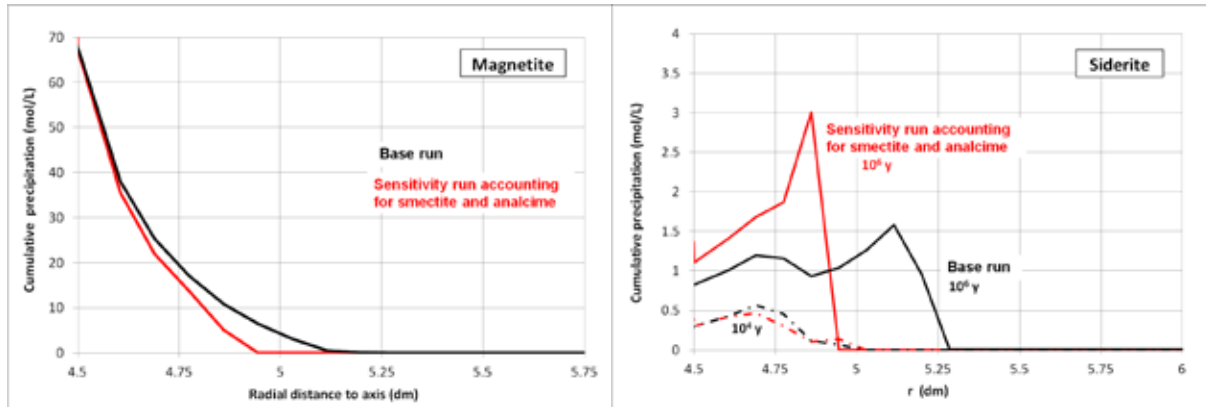 Magnetite
Cumulative precipitation (mol/L)
70
60
50
40
30
20
10
0
Base run
Sensitivity run accounting
for smectite and analcime
4.5 4.75 5 5.25 5.5 5.75
Radial distance to axis (dm)
Siderite
Cumulative precipitation (mol/L)
4
3.5
3
2.5
2
1.5
1
0.5
0
Sensitivity run accounting
for smectite and analcime
10⁶ y
Base run
10⁶ y
10⁴ y
4.5 4.75 5 5.25 5.5 5.75 6
r (dm)